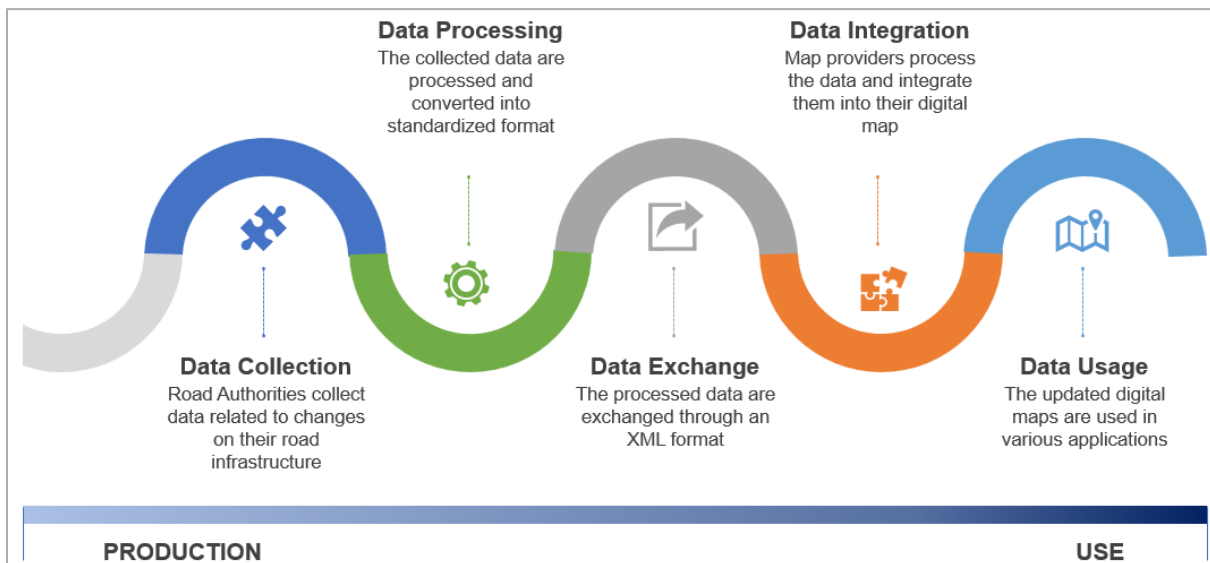 Data Processing
The collected data are
processed and
converted into
standardized format
Data Integration
Map providers process
the data and integrate
them into their digital
map
Data Collection
Road Authorities collect
data related to changes
on their road
infrastructure
Data Exchange
The processed data are
exchanged through an
XML format
Data Usage
The updated digital
maps are used in
various applications
PRODUCTION
USE